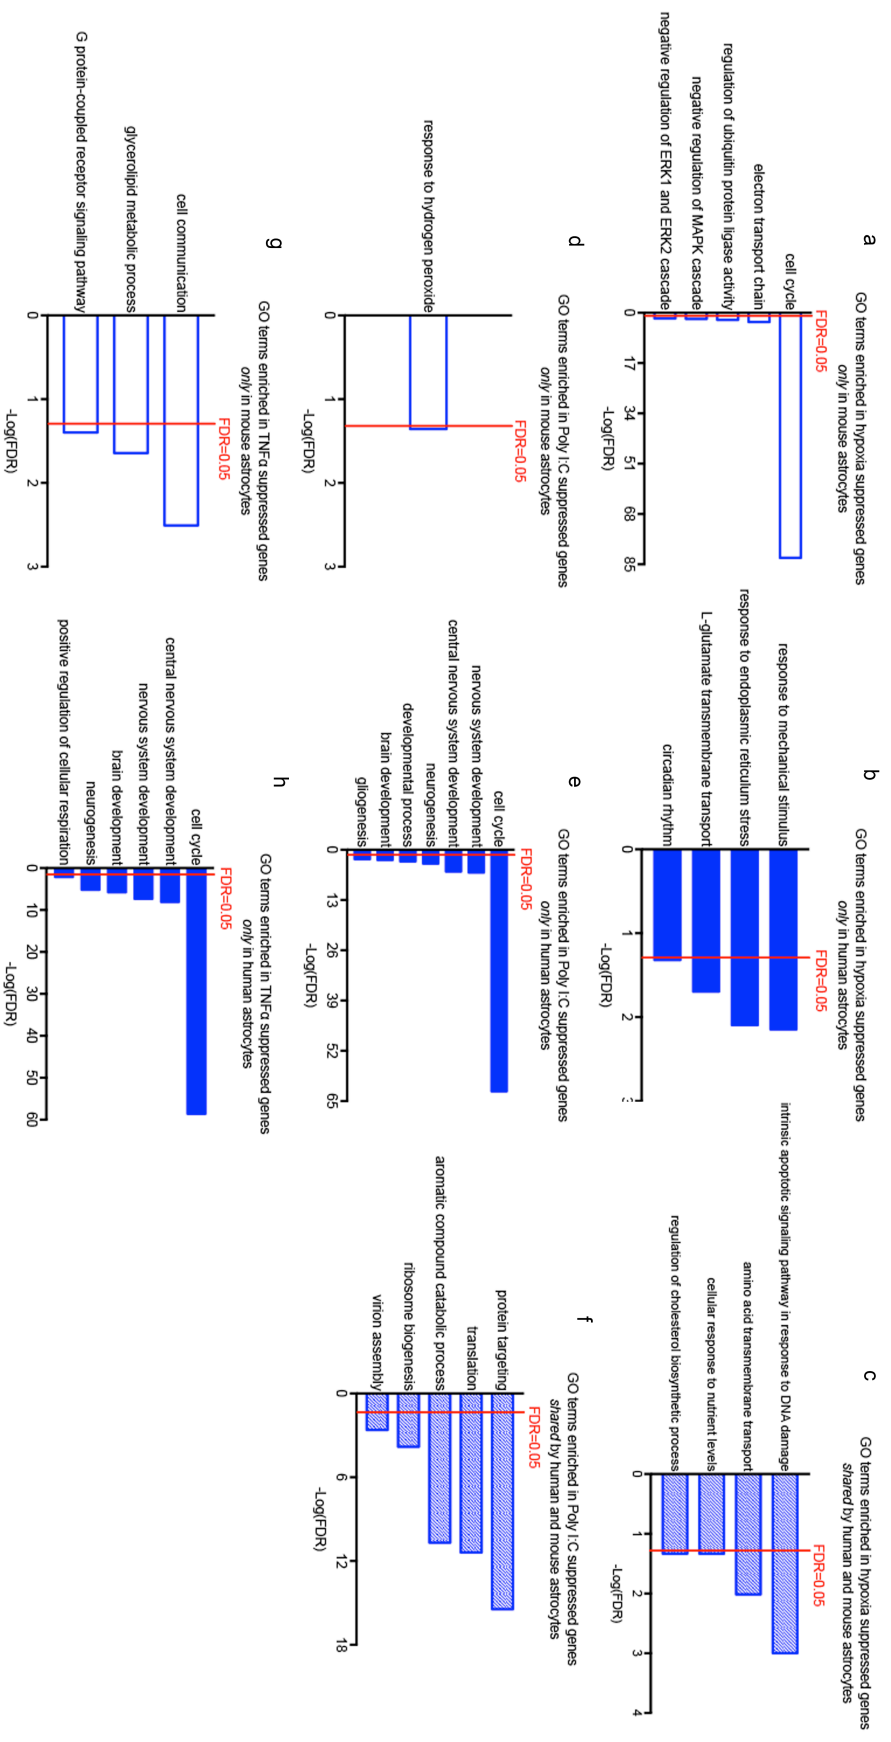 a
GO terms enriched in hypoxia suppressed genes
only in mouse astrocytes
FDR=0.05
cell cycle
electron transport chain
regulation of ubiquitin protein ligase activity
negative regulation of MAPK cascade
negative regulation of ERK1 and ERK2 cascade
0 17 34 51 68 85
-Log(FDR)
b
GO terms enriched in hypoxia suppressed genes
only in human astrocytes
FDR=0.05
response to mechanical stimulus
response to endoplasmic reticulum stress
L-glutamate transmembrane transport
circadian rhythm
0 1 2
-Log(FDR)
c
GO terms enriched in hypoxia suppressed genes
shared by human and mouse astrocytes
FDR=0.05
intrinsic apoptotic signaling pathway in response to DNA damage
amino acid transmembrane transport
cellular response to nutrient levels
regulation of cholesterol biosynthetic process
0 1 2 3 4
-Log(FDR)
d
GO terms enriched in Poly I:C suppressed genes
only in mouse astrocytes
FDR=0.05
response to hydrogen peroxide
0 1 2 3
-Log(FDR)
e
GO terms enriched in Poly I:C suppressed genes
only in human astrocytes
FDR=0.05
cell cycle
nervous system development
central nervous system development
neurogenesis
developmental process
brain development
gliogenesis
0 13 26 39 52 65
-Log(FDR)
f
GO terms enriched in Poly I:C suppressed genes
shared by human and mouse astrocytes
FDR=0.05
protein targeting
translation
aromatic compound catabolic process
ribosome biogenesis
virion assembly
0 6 12 18
-Log(FDR)
g
GO terms enriched in TNFα suppressed genes
only in mouse astrocytes
FDR=0.05
cell communication
glycerolipid metabolic process
G protein-coupled receptor signaling pathway
0 1 2 3
-Log(FDR)
h
GO terms enriched in TNFα suppressed genes
only in human astrocytes
FDR=0.05
cell cycle
central nervous system development
nervous system development
brain development
neurogenesis
positive regulation of cellular respiration
0 10 20 30 40 50 60
-Log(FDR)